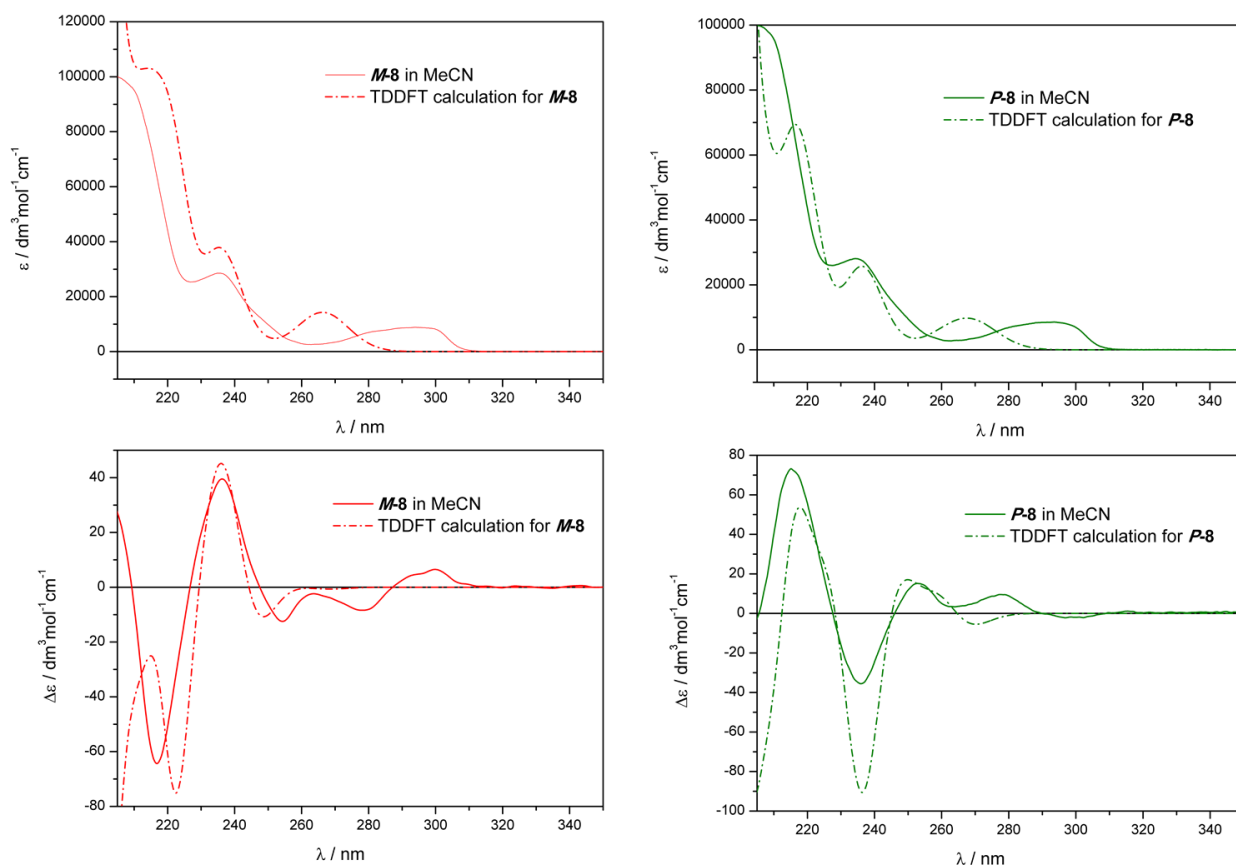 120000
100000
80000
60000
40000
20000
0
220 240 260 280 300 320 340
ε / dm³mol⁻¹cm⁻¹
λ / nm
M-8 in MeCN
TDDFT calculation for M-8
100000
80000
60000
40000
20000
0
220 240 260 280 300 320 340
ε / dm³mol⁻¹cm⁻¹
λ / nm
P-8 in MeCN
TDDFT calculation for P-8
40
20
0
-20
-40
-60
-80
220 240 260 280 300 320 340
Δε / dm³mol⁻¹cm⁻¹
λ / nm
M-8 in MeCN
TDDFT calculation for M-8
80
60
40
20
0
-20
-40
-60
-80
-100
220 240 260 280 300 320 340
Δε / dm³mol⁻¹cm⁻¹
λ / nm
P-8 in MeCN
TDDFT calculation for P-8